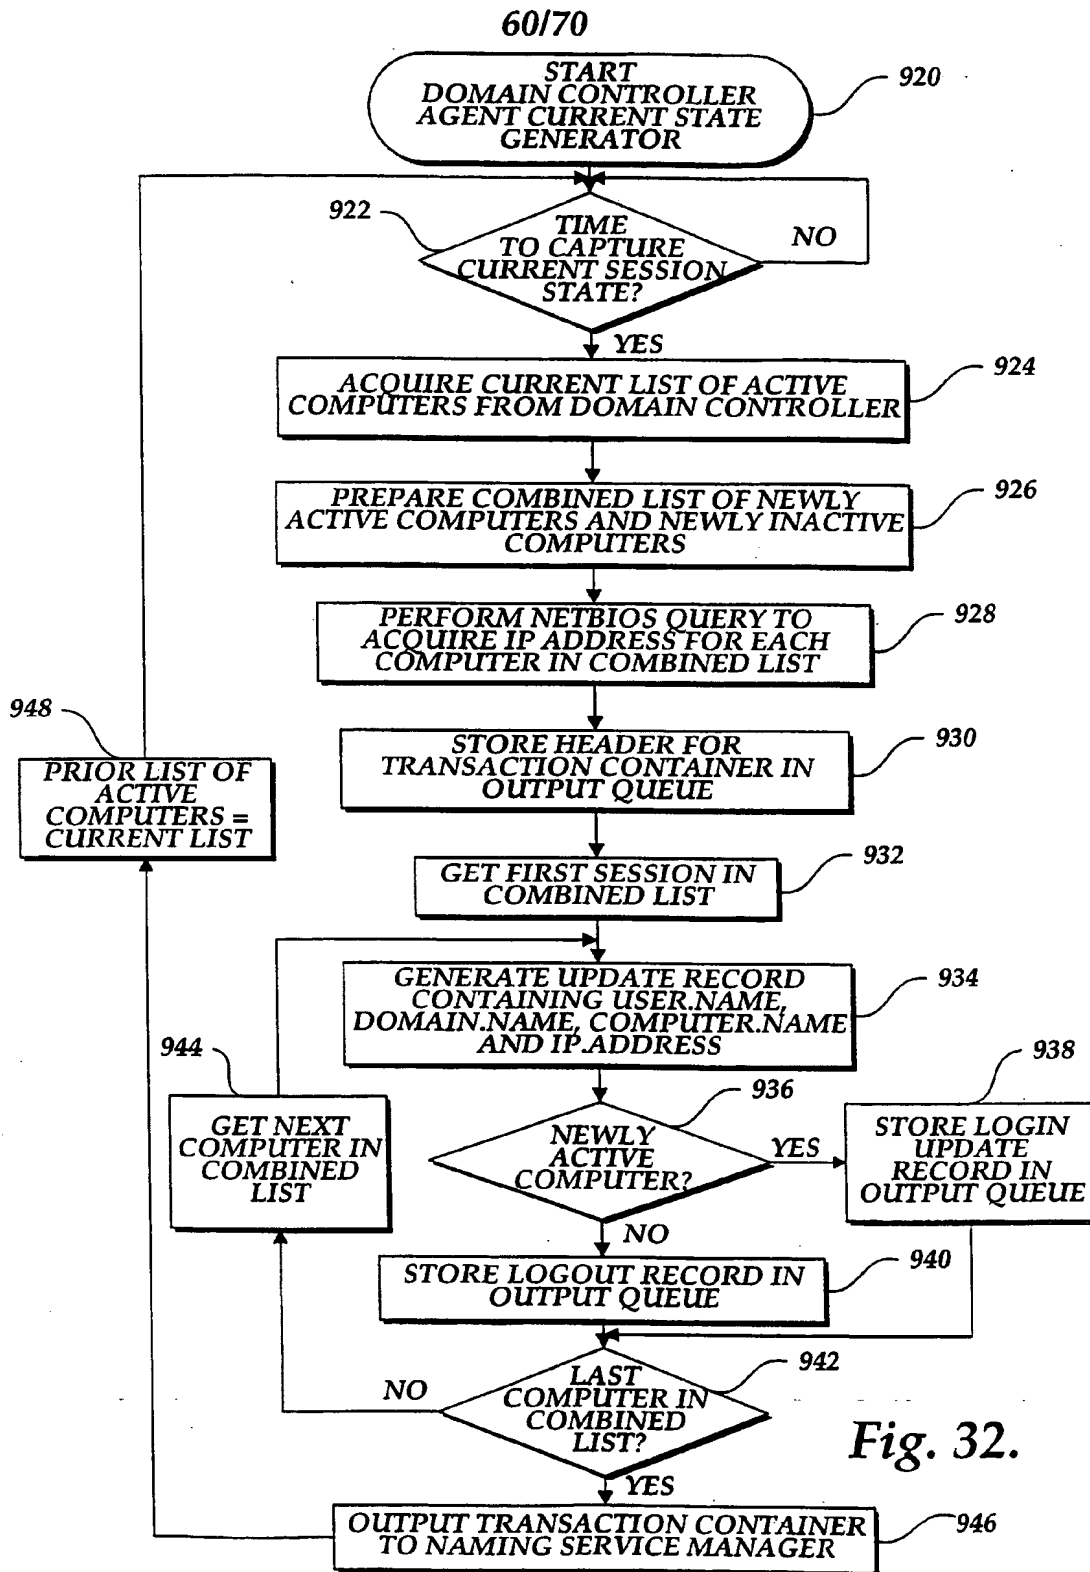 60/70
START
DOMAIN CONTROLLER
AGENT CURRENT STATE
GENERATOR
920
922
TIME
TO CAPTURE
CURRENT SESSION
STATE?
NO
YES
ACQUIRE CURRENT LIST OF ACTIVE
COMPUTERS FROM DOMAIN CONTROLLER
924
PREPARE COMBINED LIST OF NEWLY
ACTIVE COMPUTERS AND NEWLY INACTIVE
COMPUTERS
926
PERFORM NETBIOS QUERY TO
ACQUIRE IP ADDRESS FOR EACH
COMPUTER IN COMBINED LIST
928
948
PRIOR LIST OF
ACTIVE
COMPUTERS =
CURRENT LIST
STORE HEADER FOR
TRANSACTION CONTAINER IN
OUTPUT QUEUE
930
GET FIRST SESSION IN
COMBINED LIST
932
GENERATE UPDATE RECORD
CONTAINING USER.NAME,
DOMAIN.NAME, COMPUTER.NAME
AND IP.ADDRESS
934
944
GET NEXT
COMPUTER IN
COMBINED
LIST
936
NEWLY
ACTIVE
COMPUTER?
YES
938
STORE LOGIN
UPDATE
RECORD IN
OUTPUT QUEUE
NO
STORE LOGOUT RECORD IN
OUTPUT QUEUE
940
942
LAST
COMPUTER IN
COMBINED
LIST?
NO
YES
Fig. 32.
OUTPUT TRANSACTION CONTAINER
TO NAMING SERVICE MANAGER
946